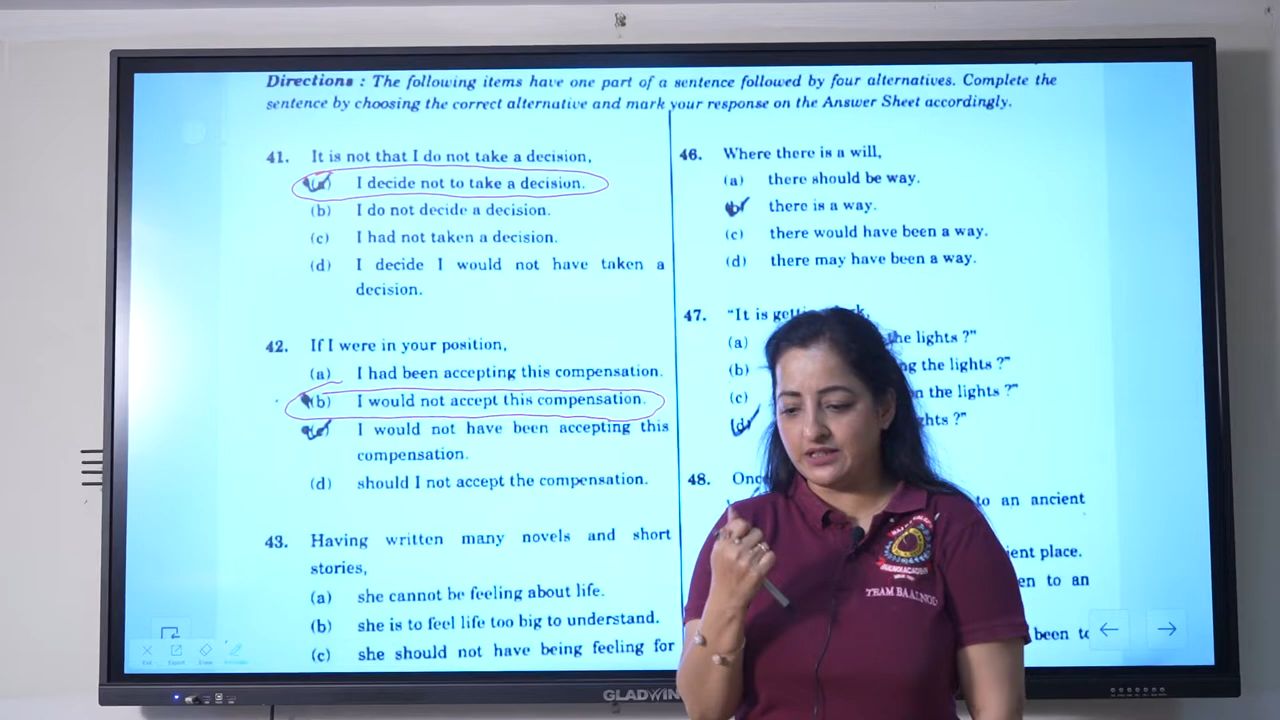 Directions : The following items have one part of a sentence followed by four alternatives. Complete the
sentence by choosing the correct alternative and mark your response on the Answer Sheet accordingly.
41. It is not that I do not take a decision,
(a) I decide not to take a decision.
(b) I do not decide a decision.
(c) I had not taken a decision.
(d) I decide I would not have taken a
decision.
42. If I were in your position,
(a) I had been accepting this compensation.
(b) I would not accept this compensation.
(c) I would not have been accepting this
compensation.
(d) should I not accept the compensation.
43. Having written many novels and short
stories,
(a) she cannot be feeling about life.
(b) she is to feel life too big to understand.
(c) she should not have being feeling for
46. Where there is a will,
(a) there should be way.
(b) there is a way.
(c) there would have been a way.
(d) there may have been a way.
47. "It is
(a) the lights ?"
(b) the lights ?"
(c) the lights ?"
(d)
48.
to an ancient
place.
to an
been
TEAM
Exit
Export
GLADWIN